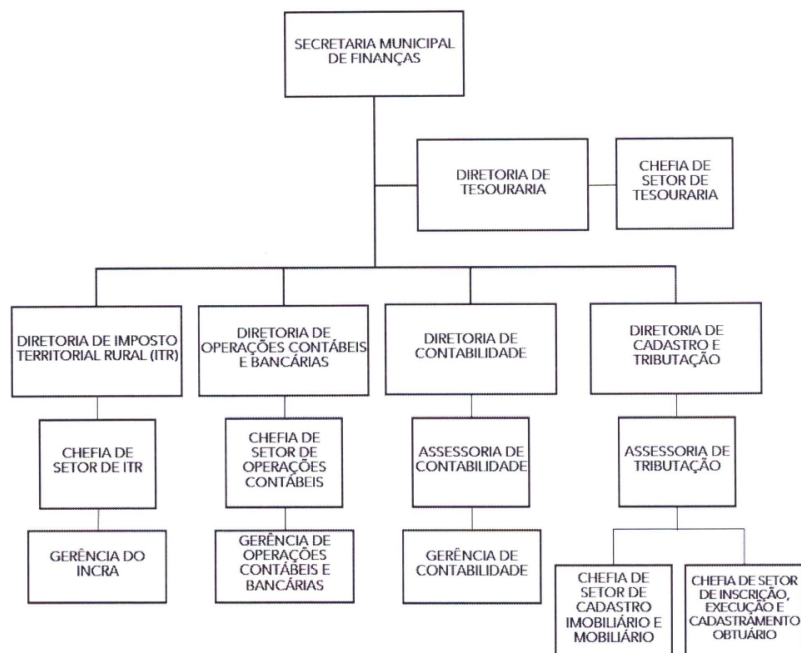 SECRETARIA MUNICIPAL
DE FINANÇAS
DIRETORIA DE
TESOURARIA
CHEFIA DE
SETOR DE
TESOURARIA
DIRETORIA DE IMPOSTO
TERRITORIAL RURAL (ITR)
DIRETORIA DE
OPERAÇÕES CONTÁBEIS
E BANCÁRIAS
DIRETORIA DE
CONTABILIDADE
DIRETORIA DE
CADASTRO E
TRIBUTAÇÃO
CHEFIA DE
SETOR DE ITR
CHEFIA DE
SETOR DE
OPERAÇÕES
CONTÁBEIS
ASSESSORIA DE
CONTABILIDADE
ASSESSORIA DE
TRIBUTAÇÃO
GERÊNCIA DO
INCRA
GERÊNCIA DE
OPERAÇÕES
CONTÁBEIS E
BANCÁRIAS
GERÊNCIA DE
CONTABILIDADE
CHEFIA DE
SETOR DE
CADASTRO
IMOBILIÁRIO E
MOBILIÁRIO
CHEFIA DE SETOR
DE INSCRIÇÃO,
EXECUÇÃO E
CADASTRAMENTO
OBTUÁRIO